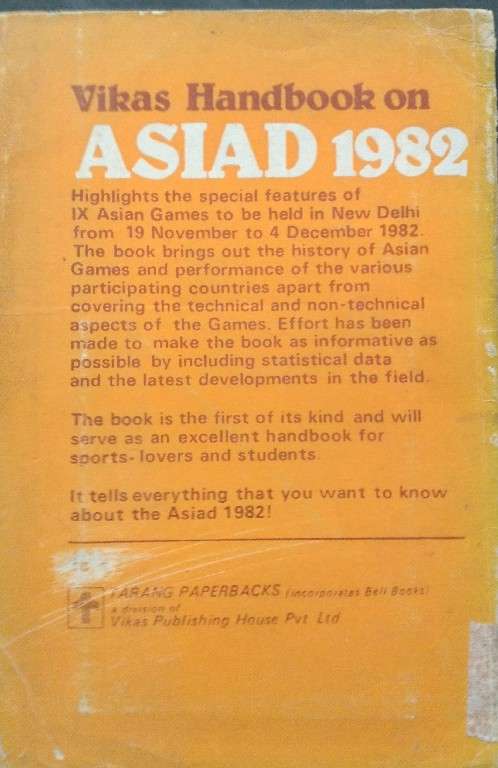 Vikas Handbook on
ASIAD 1982
Highlights the special features of
IX Asian Games to be held in New Delhi
from 19 November to 4 December 1982.
The book brings out the history of Asian
Games and performance of the various
participating countries apart from
covering the technical and non-technical
aspects of the Games. Effort has been
made to make the book as informative as
possible by including statistical data
and the latest developments in the field.
The book is the first of its kind and will
serve as an excellent handbook for
sports-lovers and students.
It tells everything that you want to know
about the Asiad 1982!
TARANG PAPERBACKS (incorporates Bell Books)
a division of
Vikas Publishing House Pvt Ltd